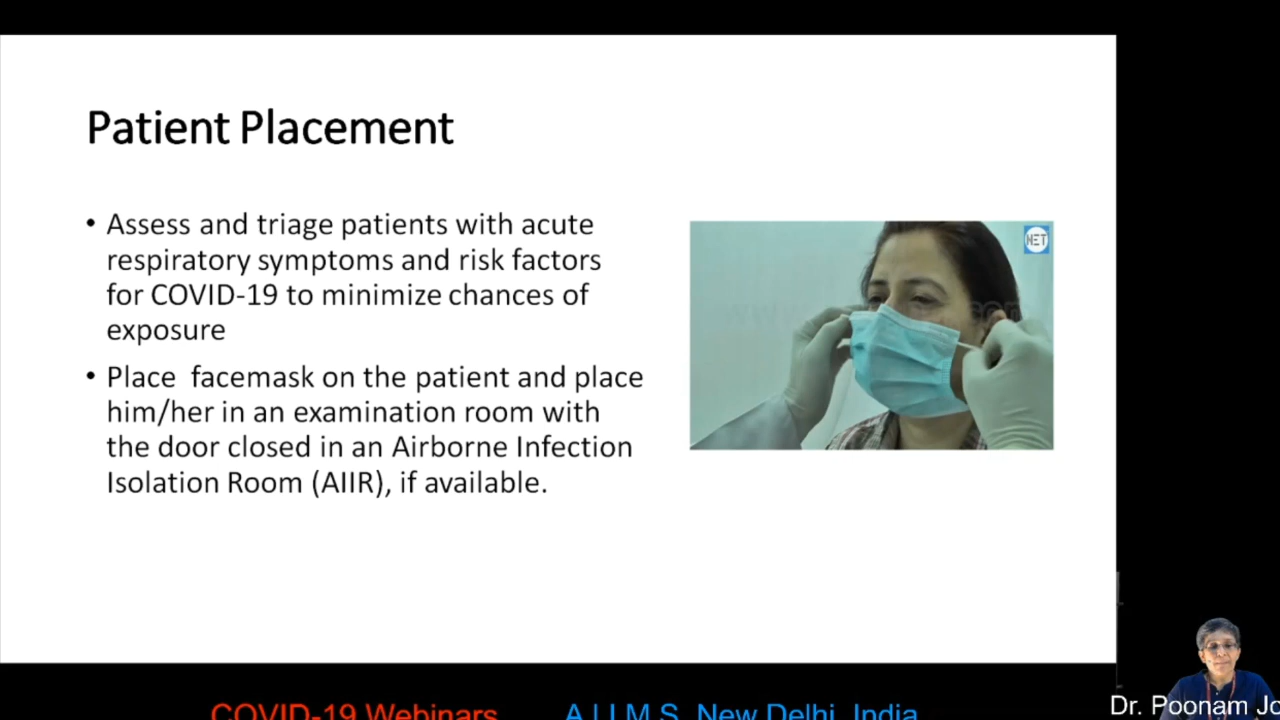 Patient Placement
• Assess and triage patients with acute
respiratory symptoms and risk factors
for COVID-19 to minimize chances of
exposure
• Place facemask on the patient and place
him/her in an examination room with
the door closed in an Airborne Infection
Isolation Room (AIIR), if available.
NET
Dr. Poonam Jo
COVID-19 Webinars A.I.I.M.S, New Delhi, India